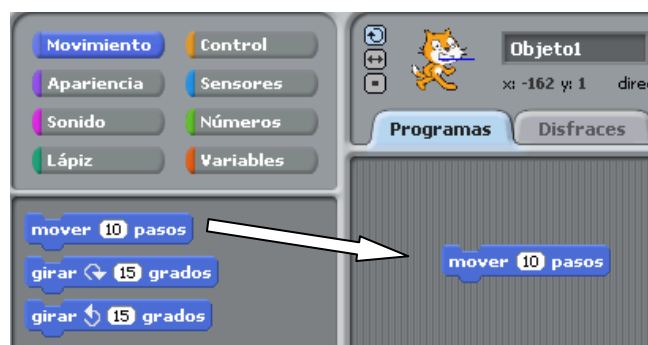 Movimiento
Control
Apariencia
Sensores
Sonido
Números
Lápiz
Variables
mover 10 pasos
girar 15 grados
girar 15 grados
Objeto1
x: -162 y: 1 direc
Programas
Disfraces
mover 10 pasos